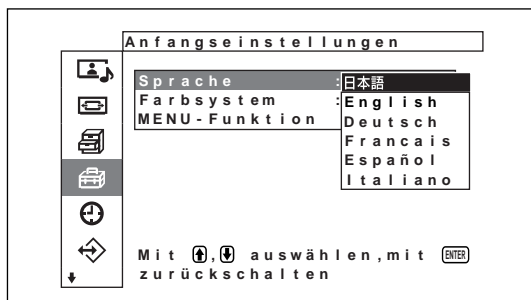 Anfangseinstellungen
Sprache :日本語
Farbsystem :English
MENU-Funktion Deutsch
Francais
Español
Italiano
Mit ↑,↓ auswählen,mit ENTER
zurückschalten